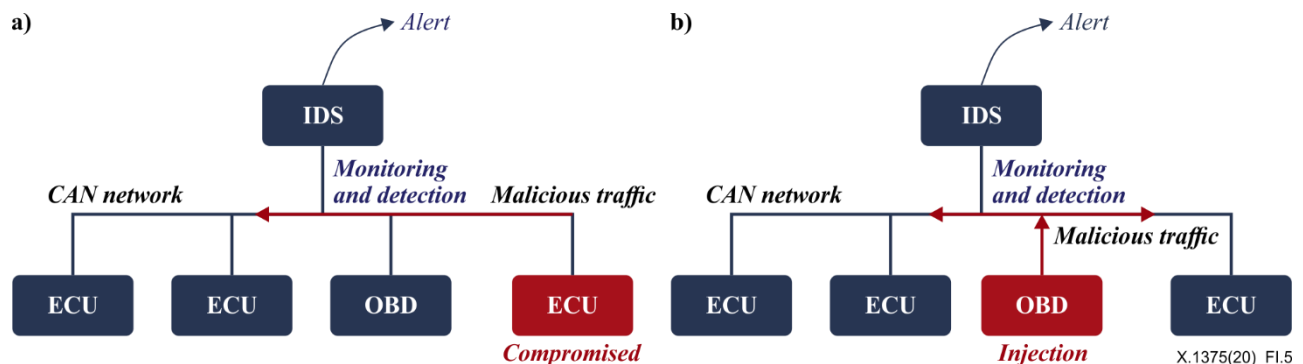 a)
Alert
IDS
Monitoring
and detection
CAN network
Malicious traffic
ECU
ECU
OBD
ECU
Compromised
b)
Alert
IDS
Monitoring
and detection
CAN network
Malicious traffic
ECU
ECU
OBD
ECU
Injection
X.1375(20)_FI.5